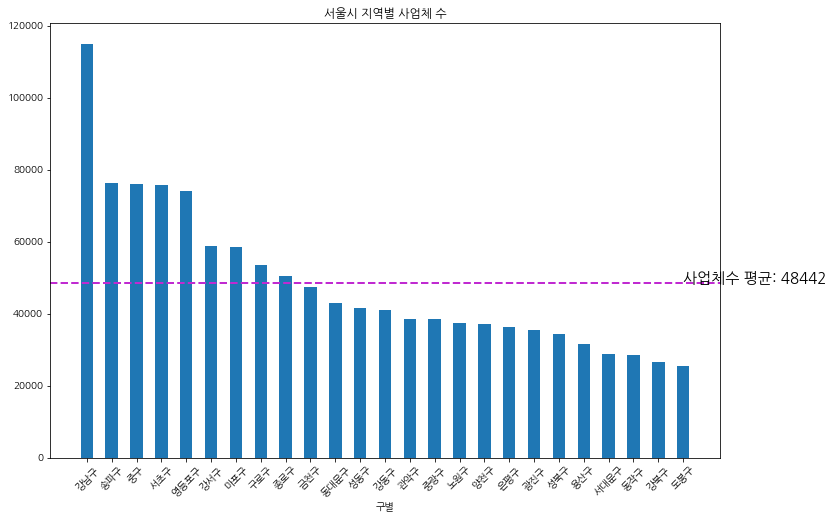 서울시 지역별 사업체 수
120000
100000
80000
60000
40000
20000
0
사업체수 평균: 48442
강남구
송파구
중구
서초구
영등포구
강서구
마포구
구로구
종로구
금천구
동대문구
성동구
강동구
관악구
중랑구
노원구
양천구
은평구
광진구
성북구
용산구
서대문구
동작구
강북구
도봉구
구별